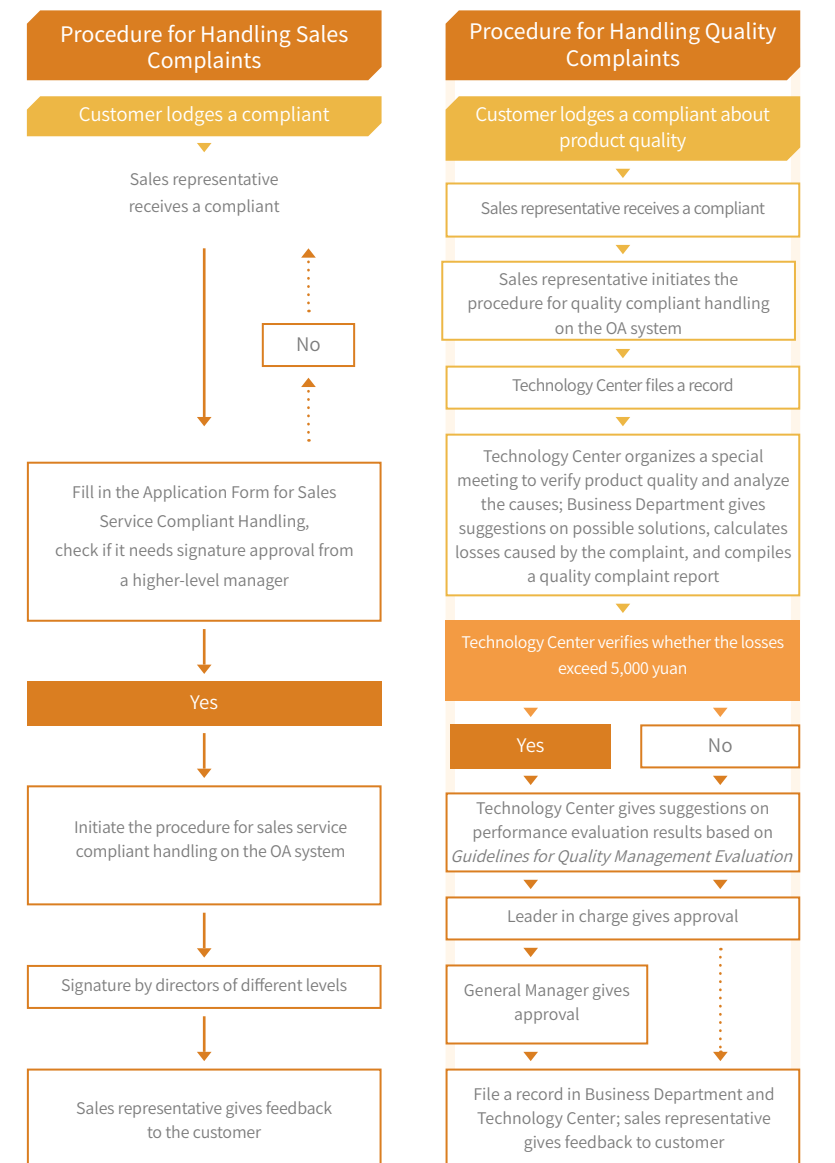 Procedure for Handling Sales
Complaints
Customer lodges a compliant
Sales representative
receives a compliant
No
Fill in the Application Form for Sales
Service Compliant Handling,
check if it needs signature approval from
a higher-level manager
Yes
Initiate the procedure for sales service
compliant handling on the OA system
Signature by directors of different levels
Sales representative gives feedback
to the customer
Procedure for Handling Quality
Complaints
Customer lodges a compliant about
product quality
Sales representative receives a compliant
Sales representative initiates the
procedure for quality compliant handling
on the OA system
Technology Center files a record
Technology Center organizes a special
meeting to verify product quality and analyze
the causes; Business Department gives
suggestions on possible solutions, calculates
losses caused by the complaint, and compiles
a quality complaint report
Technology Center verifies whether the losses
exceed 5,000 yuan
Yes
No
Technology Center gives suggestions on
performance evaluation results based on
Guidelines for Quality Management Evaluation
Leader in charge gives approval
General Manager gives
approval
File a record in Business Department and
Technology Center; sales representative
gives feedback to customer